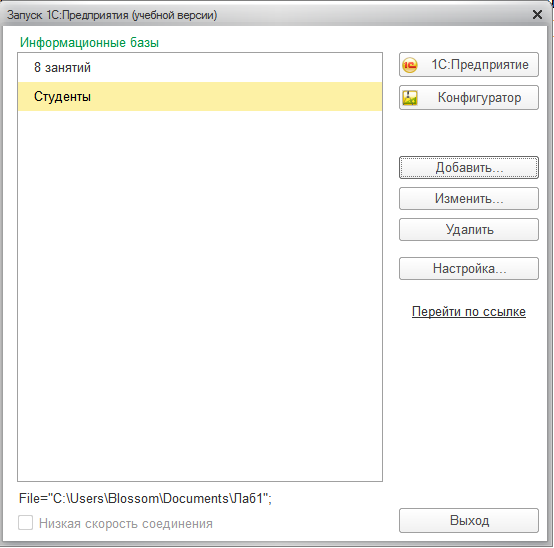 Запуск 1С:Предприятия (учебной версии)
Информационные базы
8 занятий
Студенты
1С:Предприятие
Конфигуратор
Добавить...
Изменить...
Удалить
Настройка...
Перейти по ссылке
File="C:\Users\Blossom\Documents\Лаб1";
Низкая скорость соединения
Выход